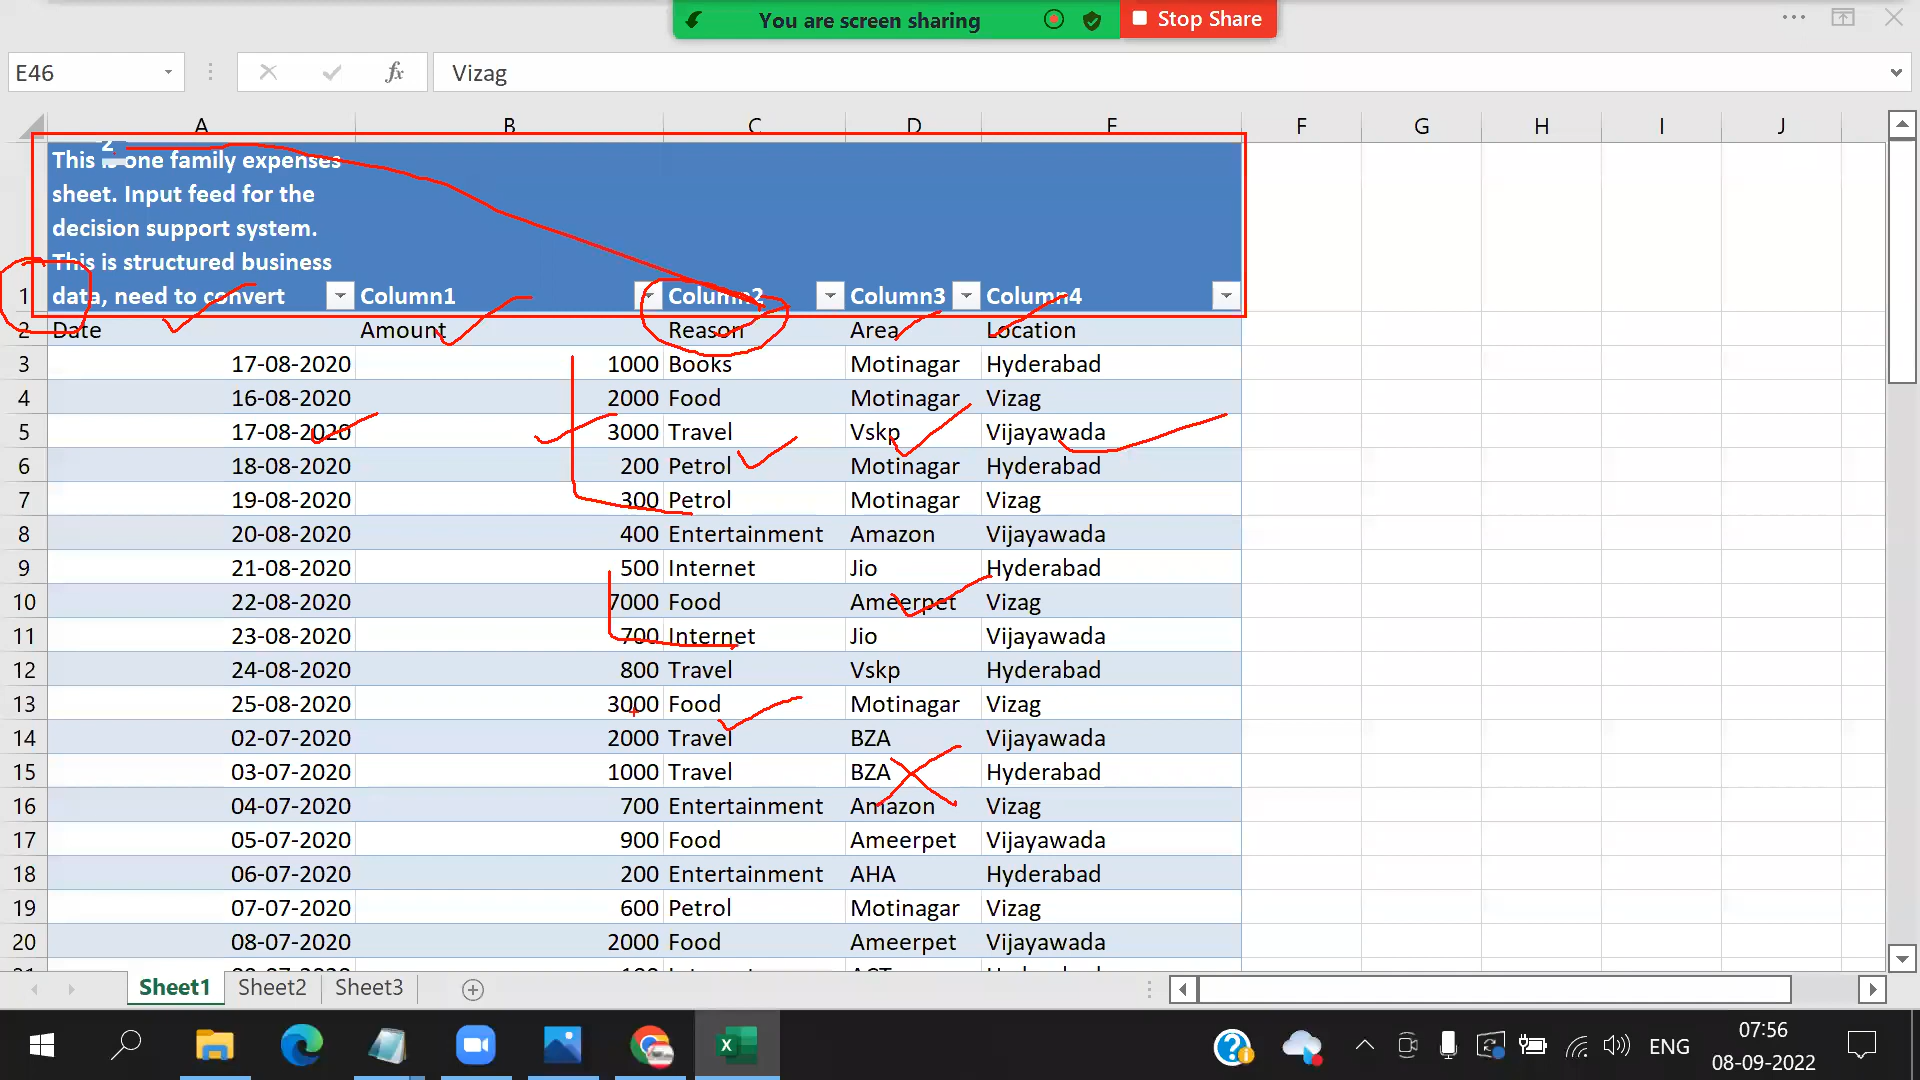 You are screen sharing
Stop Share
E46
fx
Vizag
A B C D E F G H I J
2
This is one family expenses
sheet. Input feed for the
decision support system.
This is structured business
1 data, need to convert Column1 Column2 Column3 Column4
2 Date Amount Reason Area Location
3 17-08-2020 1000 Books Motinagar Hyderabad
4 16-08-2020 2000 Food Motinagar Vizag
5 17-08-2020 3000 Travel Vskp Vijayawada
6 18-08-2020 200 Petrol Motinagar Hyderabad
7 19-08-2020 300 Petrol Motinagar Vizag
8 20-08-2020 400 Entertainment Amazon Vijayawada
9 21-08-2020 500 Internet Jio Hyderabad
10 22-08-2020 7000 Food Ameerpet Vizag
11 23-08-2020 700 Internet Jio Vijayawada
12 24-08-2020 800 Travel Vskp Hyderabad
13 25-08-2020 3000 Food Motinagar Vizag
14 02-07-2020 2000 Travel BZA Vijayawada
15 03-07-2020 1000 Travel BZA Hyderabad
16 04-07-2020 700 Entertainment Amazon Vizag
17 05-07-2020 900 Food Ameerpet Vijayawada
18 06-07-2020 200 Entertainment AHA Hyderabad
19 07-07-2020 600 Petrol Motinagar Vizag
20 08-07-2020 2000 Food Ameerpet Vijayawada
Sheet1 Sheet2 Sheet3
ENG
07:56
08-09-2022